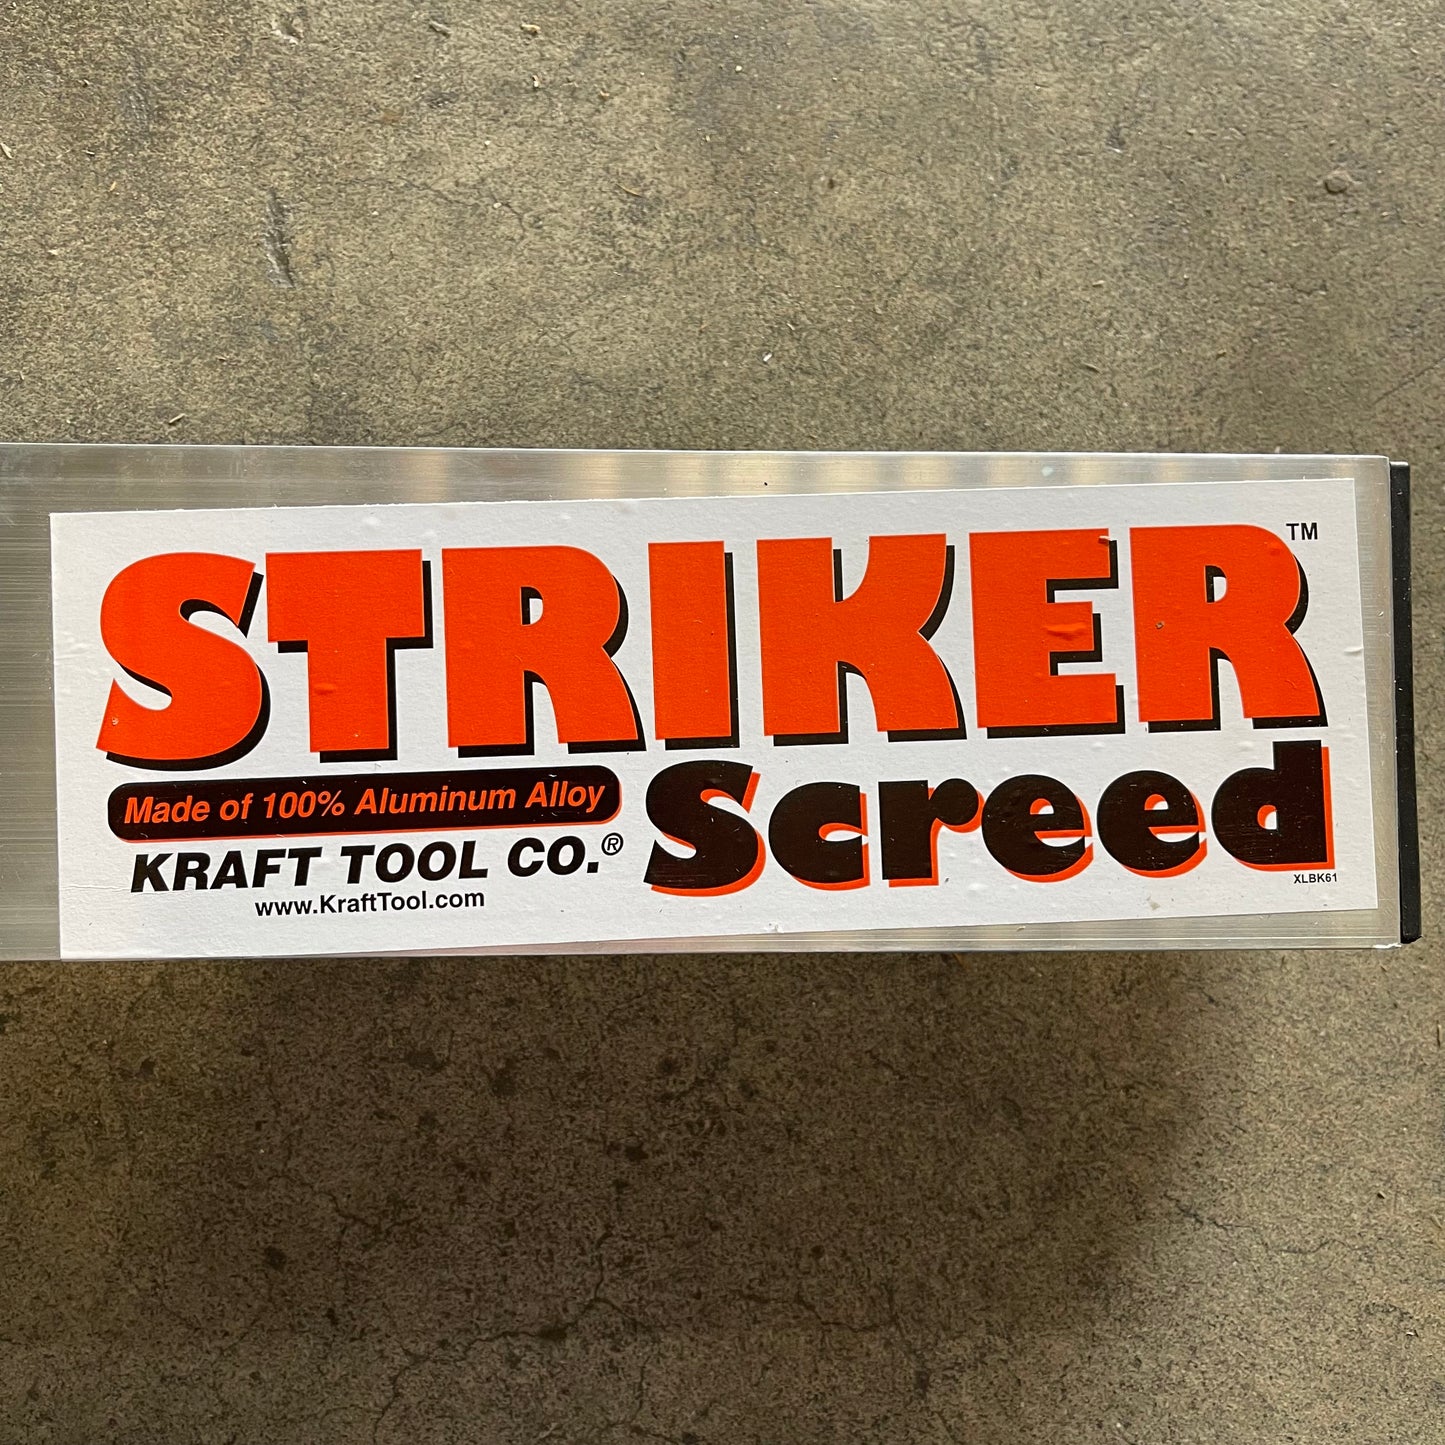 STRIKER™
Screed
Made of 100% Aluminum Alloy
KRAFT TOOL CO.®
www.KraftTool.com
XLBK61